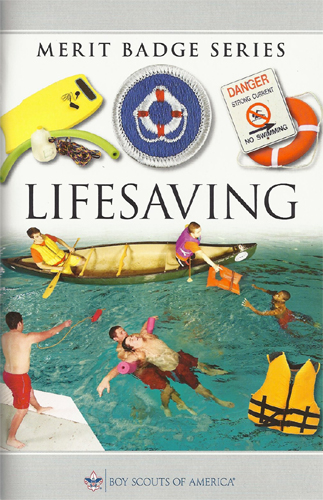 MERIT BADGE SERIES
DANGER
STRONG CURRENT
NO SWIMMING
LIFESAVING
BOY SCOUTS OF AMERICA®